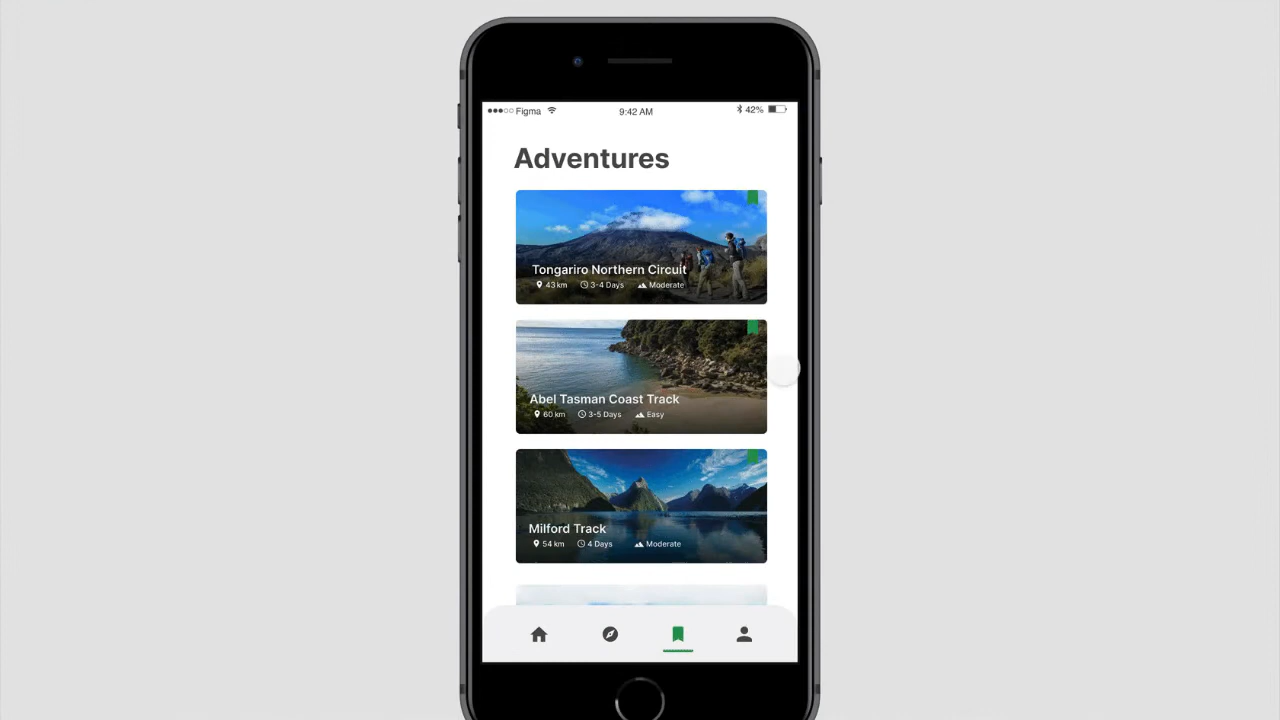 Figma 9:42 AM 42%
Adventures
Tongariro Northern Circuit
43 km 3-4 Days Moderate
Abel Tasman Coast Track
60 km 3-5 Days Easy
Milford Track
54 km 4 Days Moderate